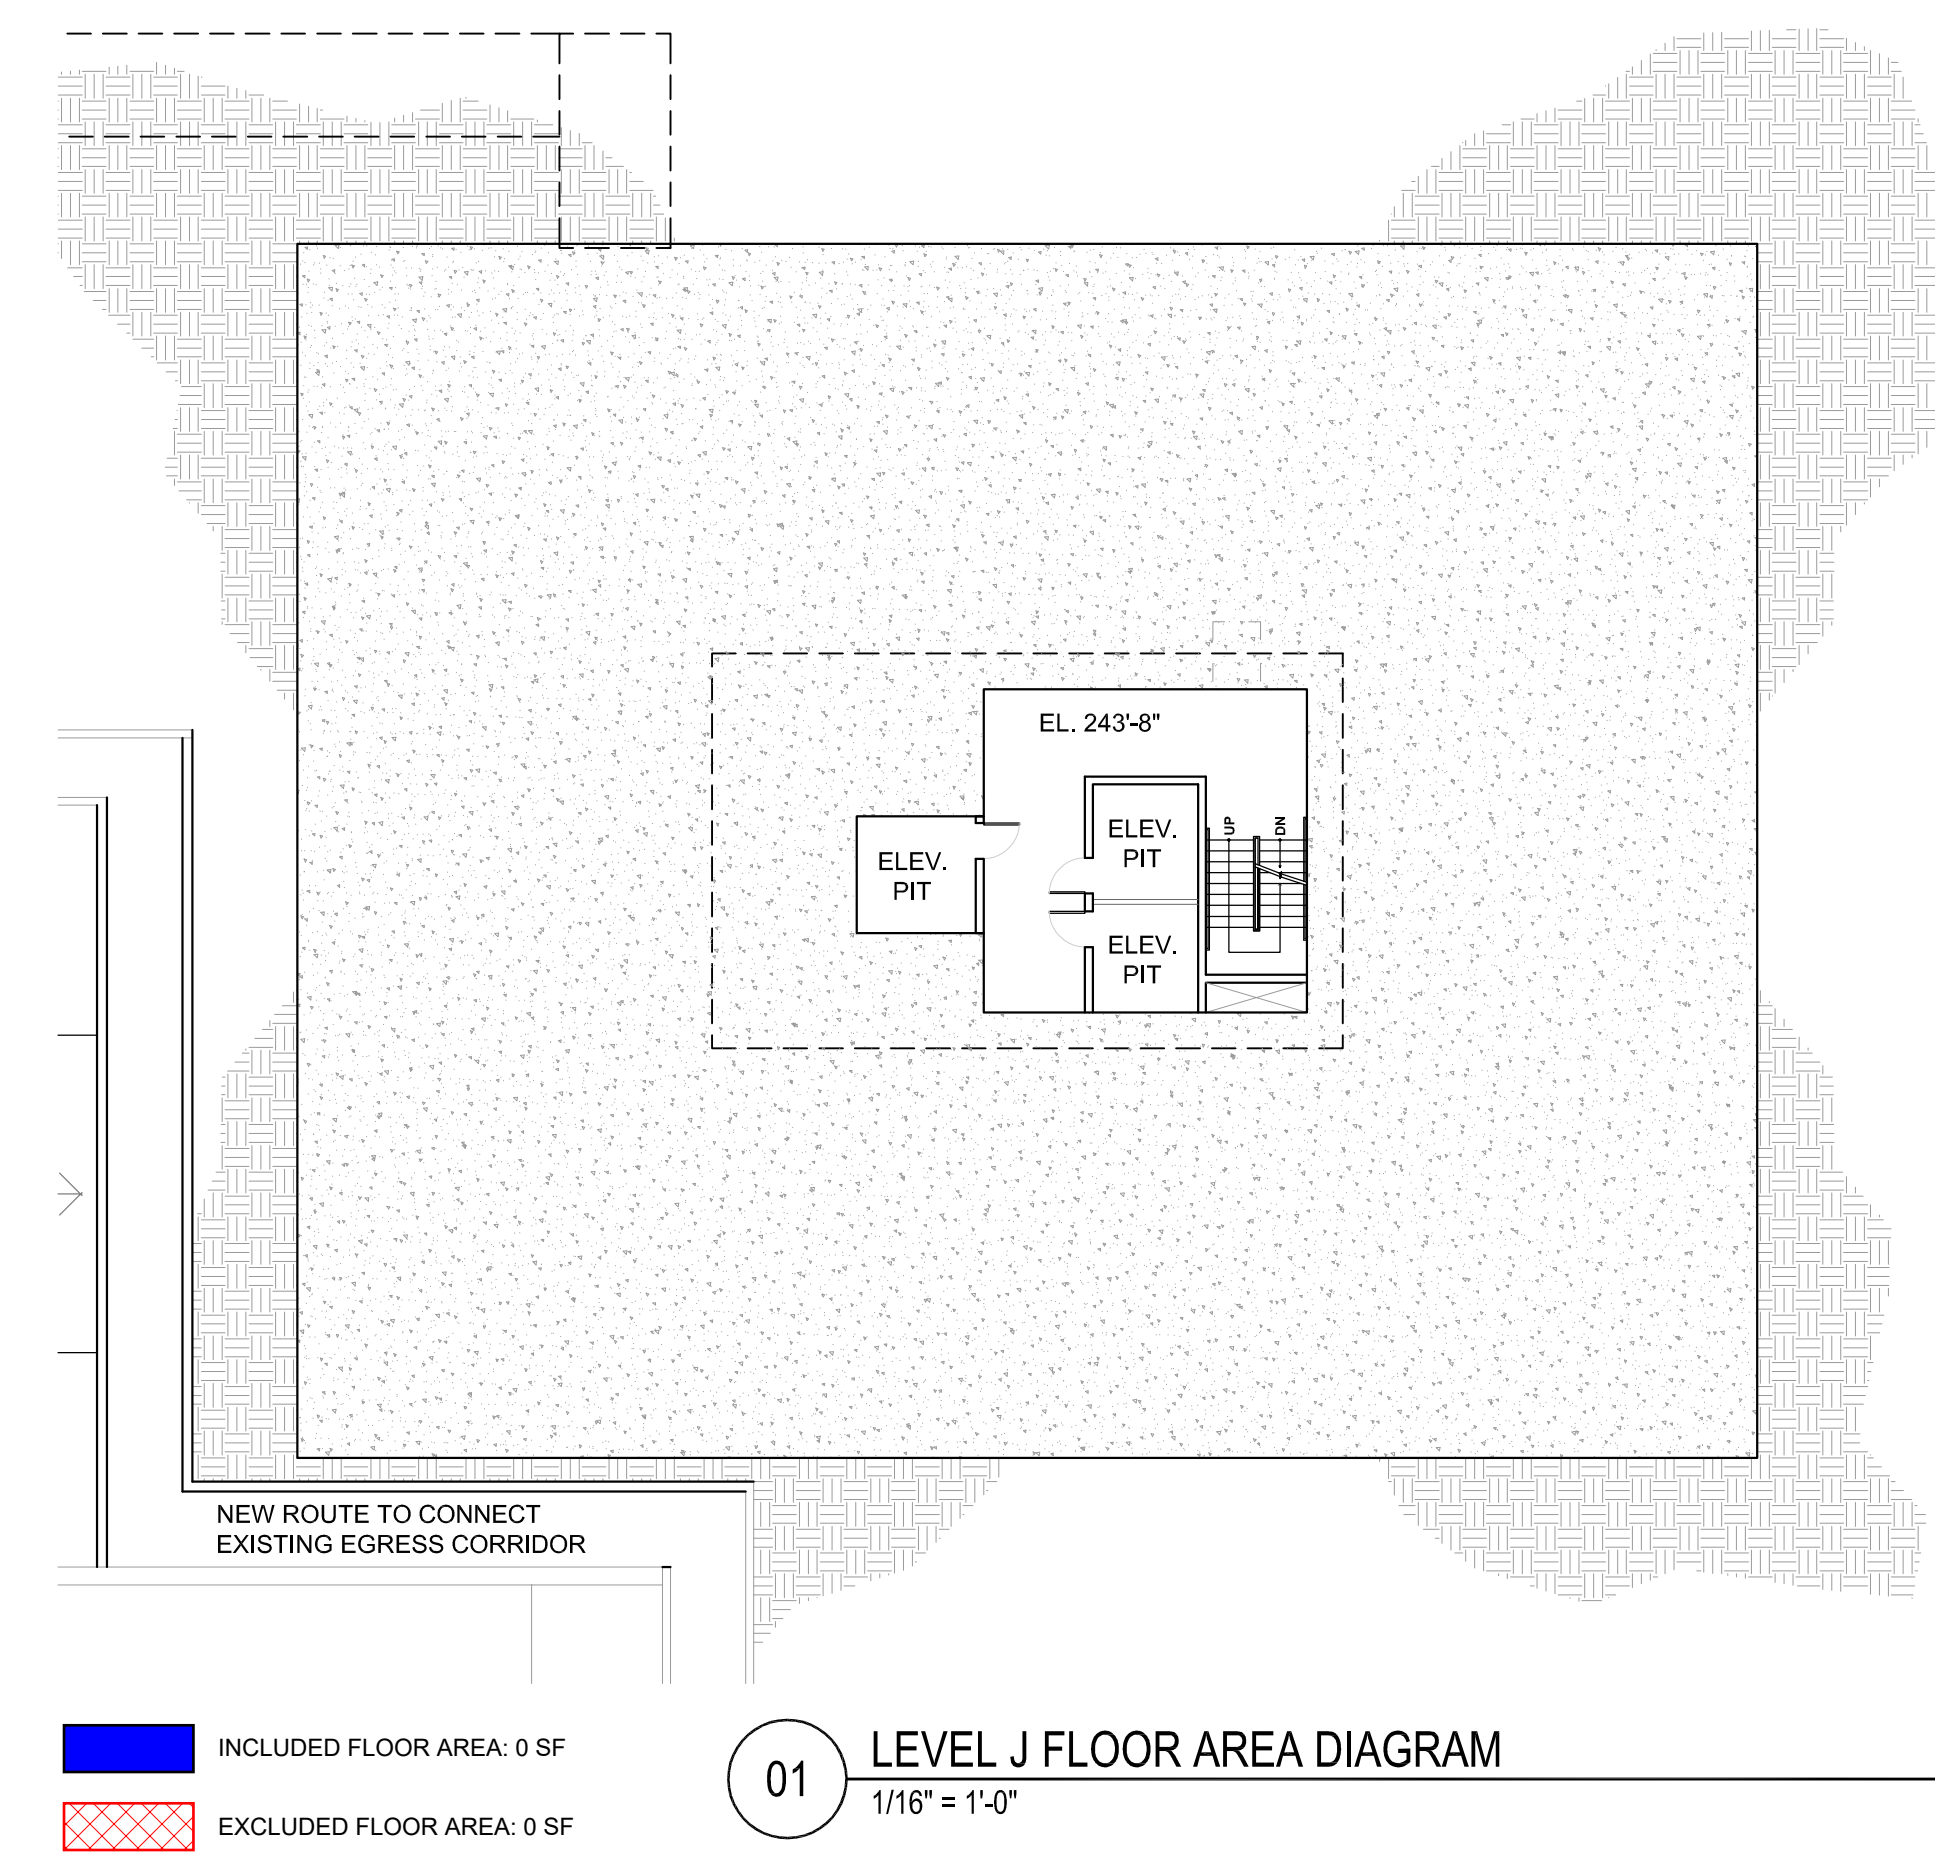 EL. 243'-8"
ELEV.
PIT
UP
DN
ELEV.
PIT
ELEV.
PIT
NEW ROUTE TO CONNECT
EXISTING EGRESS CORRIDOR
INCLUDED FLOOR AREA: 0 SF
EXCLUDED FLOOR AREA: 0 SF
01
LEVEL J FLOOR AREA DIAGRAM
1/16" = 1'-0"